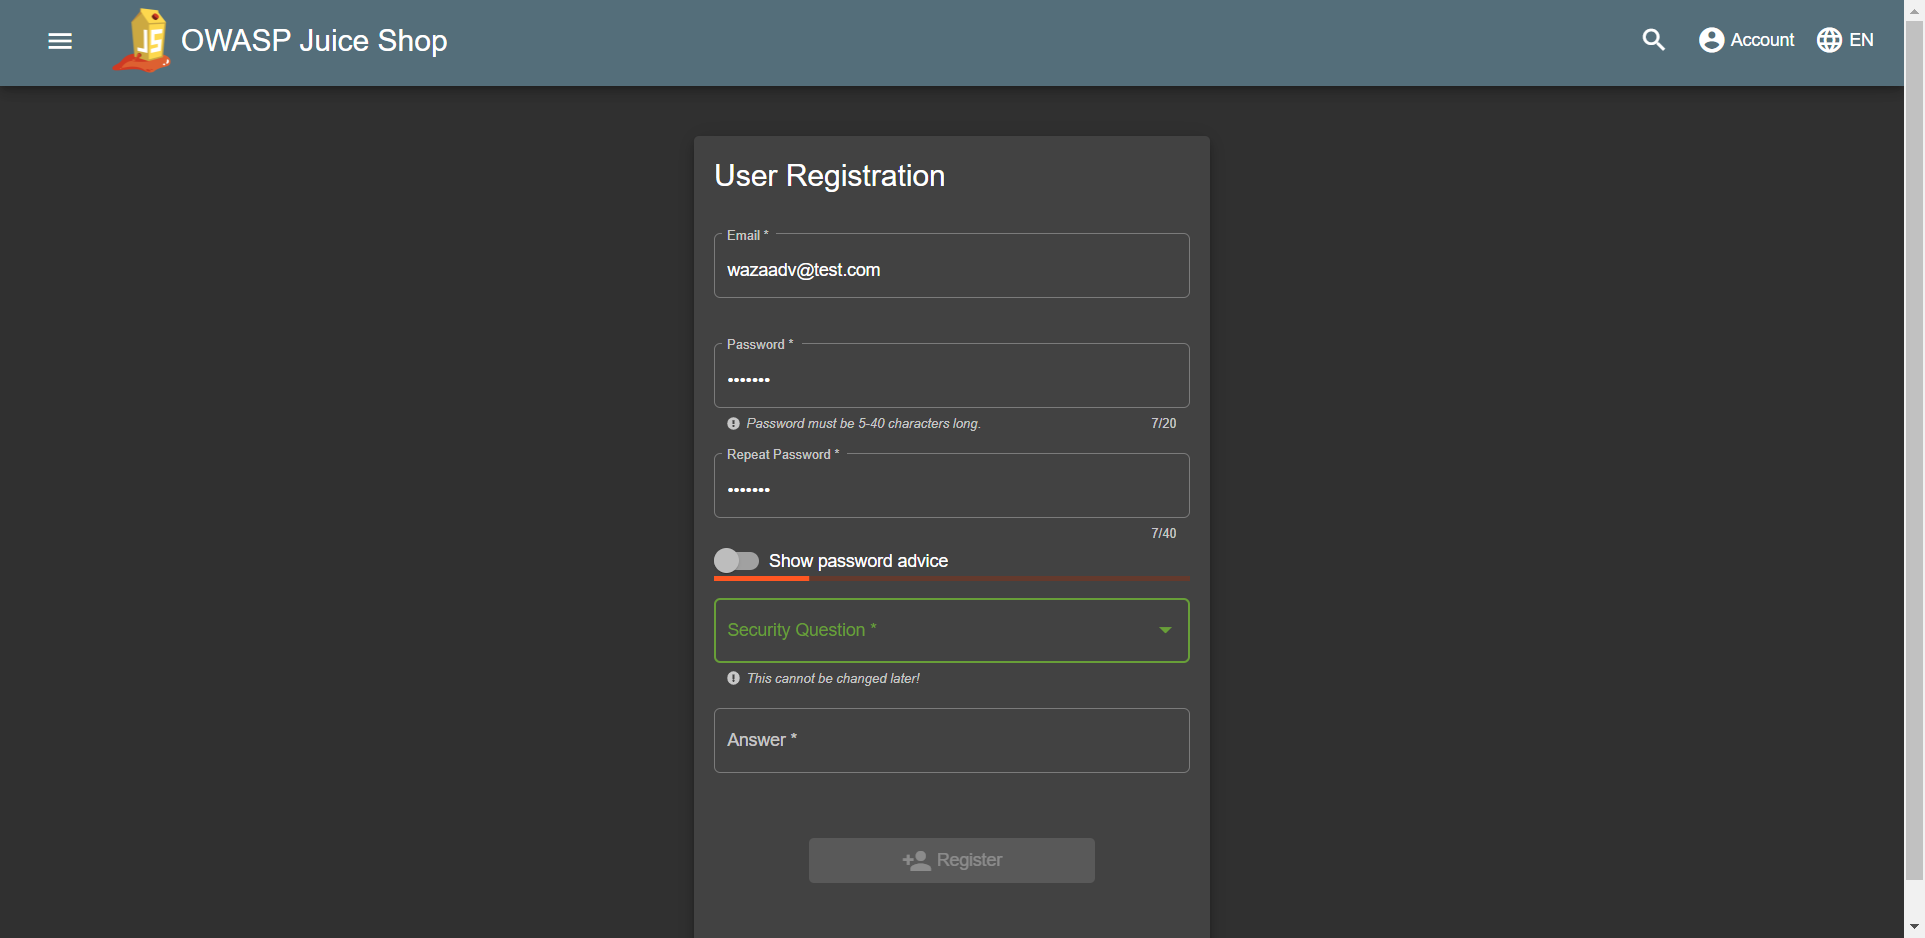 OWASP Juice Shop
Account
EN
User Registration
Email *
wazaadv@test.com
Password *
•••••••
Password must be 5-40 characters long.
7/20
Repeat Password *
•••••••
7/40
Show password advice
Security Question *
This cannot be changed later!
Answer *
Register